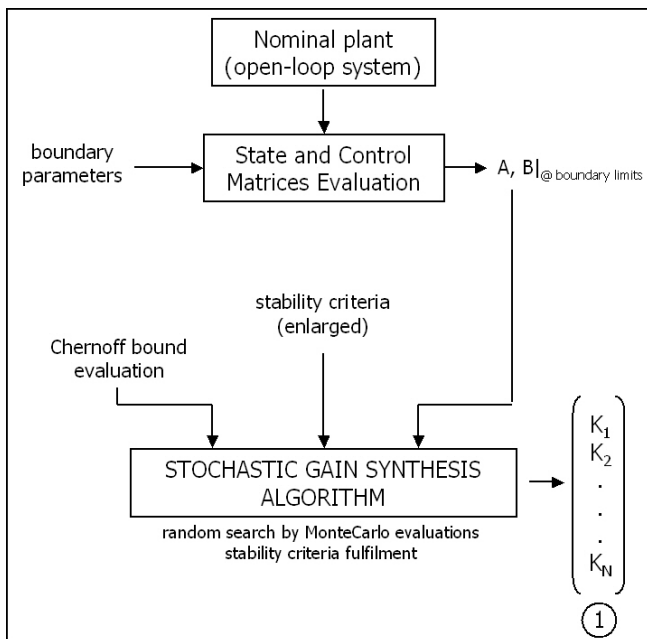 Nominal plant
(open-loop system)
boundary
parameters
State and Control
Matrices Evaluation
A, B|@ boundary limits
stability criteria
(enlarged)
Chernoff bound
evaluation
STOCHASTIC GAIN SYNTHESIS
ALGORITHM
random search by MonteCarlo evaluations
stability criteria fulfilment
K1
K2
.
.
.
KN
1